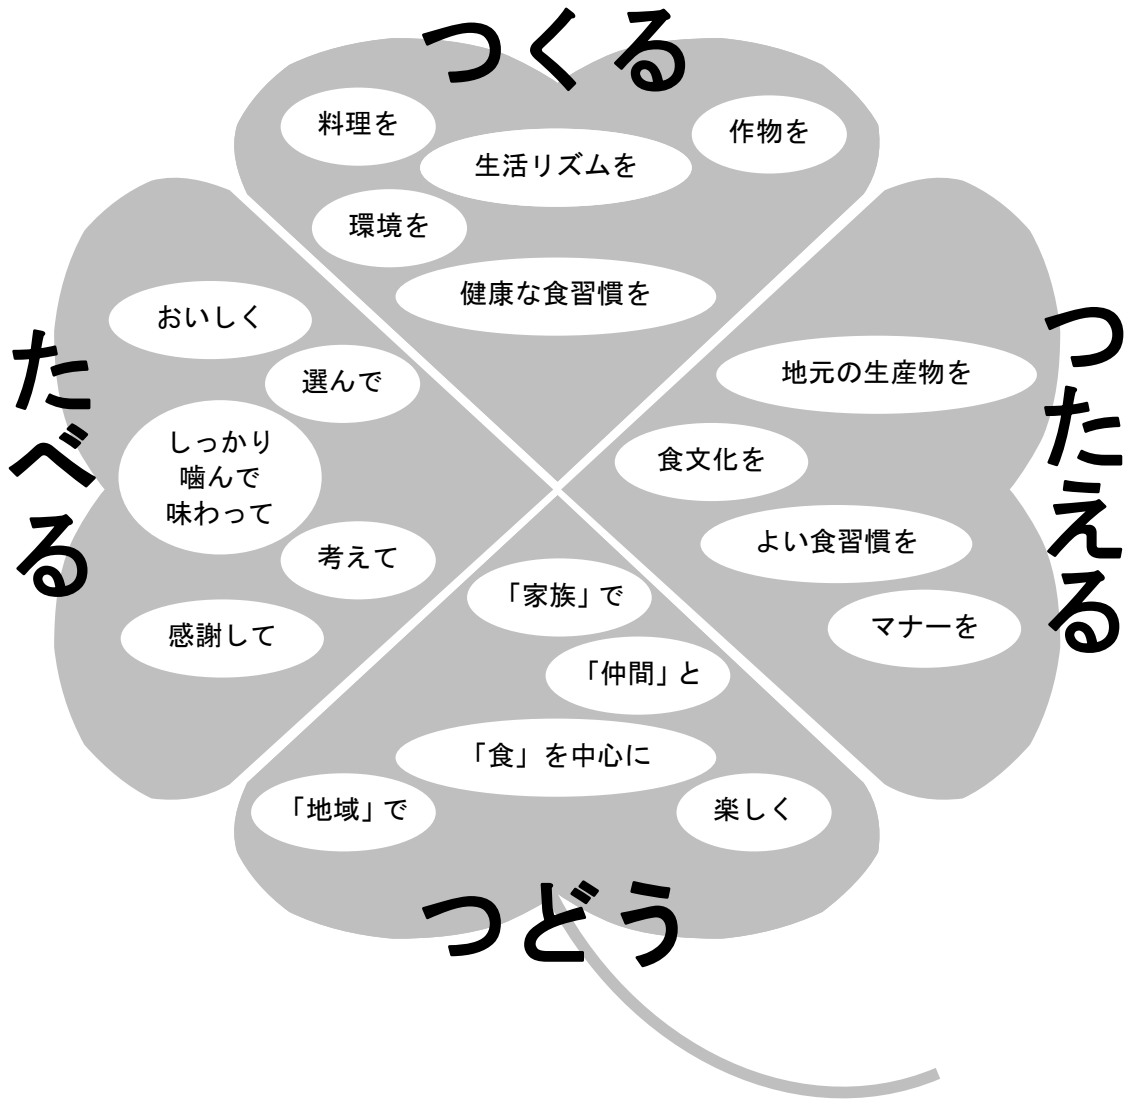 つくる
料理を
作物を
生活リズムを
環境を
健康な食習慣を
たべる
おいしく
選んで
しっかり
噛んで
味わって
考えて
感謝して
つたえる
地元の生産物を
食文化を
よい食習慣を
マナーを
「家族」で
「仲間」と
「食」を中心に
「地域」で
楽しく
つどう